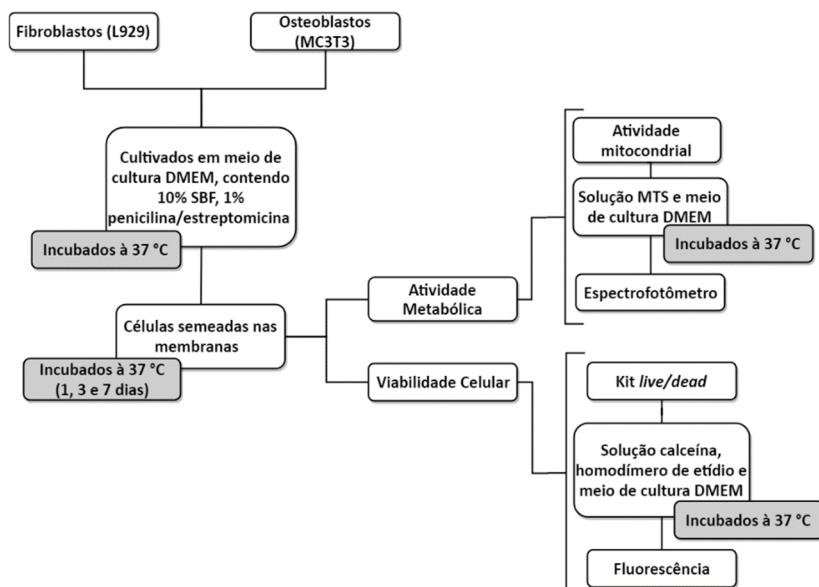 Fibroblastos (L929)
Osteoblastos
(MC3T3)
Cultivados em meio de
cultura DMEM, contendo
10% SBF, 1%
penicilina/estreptomicina
Incubados à 37 °C
Células semeadas nas
membranas
Incubados à 37 °C
(1, 3 e 7 dias)
Atividade
Metabólica
Viabilidade Celular
Atividade
mitocondrial
Solução MTS e meio
de cultura DMEM
Incubados à 37 °C
Espectrofotômetro
Kit live/dead
Solução calceína,
homodímero de etídio e
meio de cultura DMEM
Incubados à 37 °C
Fluorescência